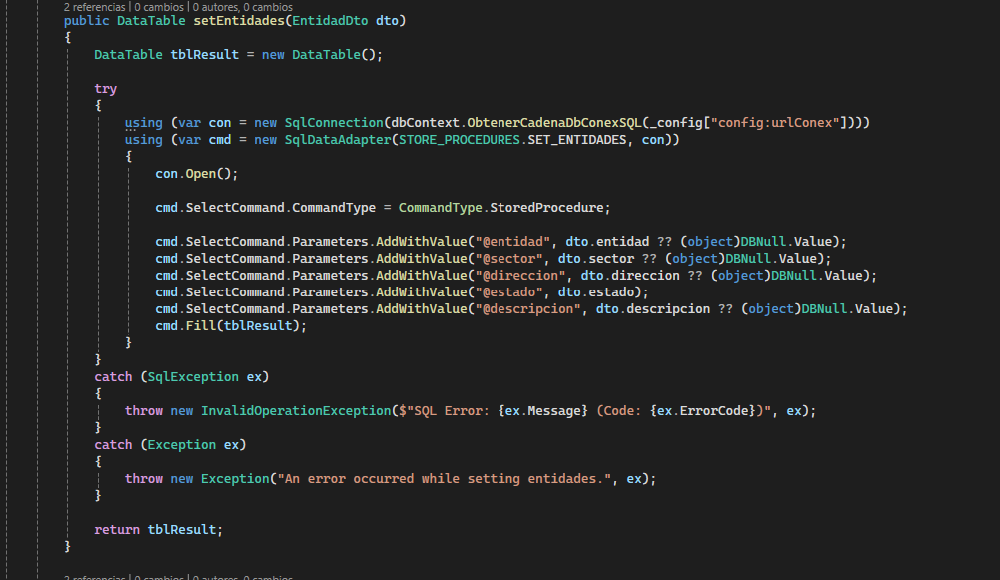 2 referencias | 0 cambios | 0 autores, 0 cambios
public DataTable setEntidades(EntidadDto dto)
{
DataTable tblResult = new DataTable();
try
{
using (var con = new SqlConnection(dbContext.ObtenerCadenaDbConexSQL(_config["config:urlConex"])))
using (var cmd = new SqlDataAdapter(STORE_PROCEDURES.SET_ENTIDADES, con))
{
con.Open();
cmd.SelectCommand.CommandType = CommandType.StoredProcedure;
cmd.SelectCommand.Parameters.AddWithValue("@entidad", dto.entidad ?? (object)DBNull.Value);
cmd.SelectCommand.Parameters.AddWithValue("@sector", dto.sector ?? (object)DBNull.Value);
cmd.SelectCommand.Parameters.AddWithValue("@direccion", dto.direccion ?? (object)DBNull.Value);
cmd.SelectCommand.Parameters.AddWithValue("@estado", dto.estado);
cmd.SelectCommand.Parameters.AddWithValue("@descripcion", dto.descripcion ?? (object)DBNull.Value);
cmd.Fill(tblResult);
}
}
catch (SqlException ex)
{
throw new InvalidOperationException($"SQL Error: {ex.Message} (Code: {ex.ErrorCode})", ex);
}
catch (Exception ex)
{
throw new Exception("An error occurred while setting entidades.", ex);
}
return tblResult;
}
2 referencias | 0 cambios | 0 autores, 0 cambios